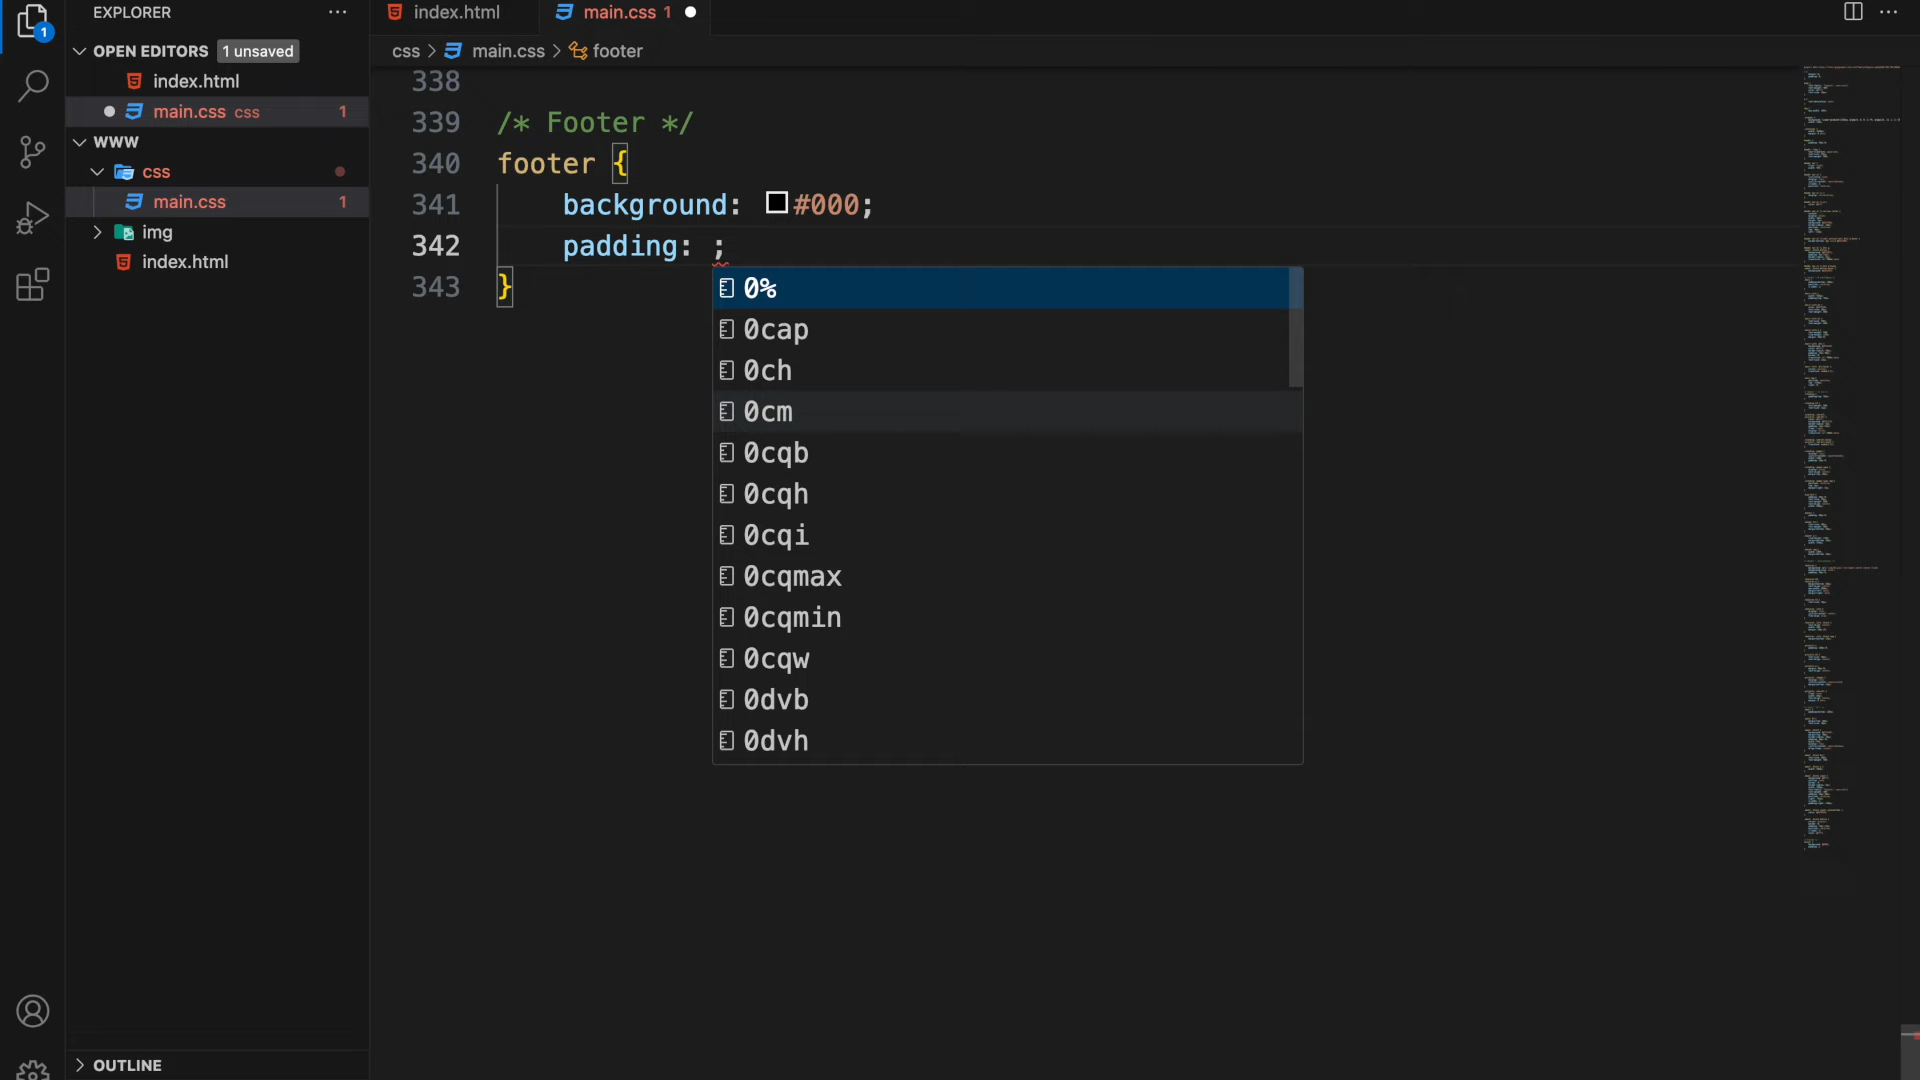 EXPLORER
index.html
main.css 1
OPEN EDITORS 1 unsaved
css > main.css > footer
index.html
main.css css 1
WWW
css
main.css 1
img
index.html
338
339 /* Footer */
340 footer {
341 background: #000;
342 padding: ;
343 }
0%
0cap
0ch
0cm
0cqb
0cqh
0cqi
0cqmax
0cqmin
0cqw
0dvb
0dvh
1
OUTLINE